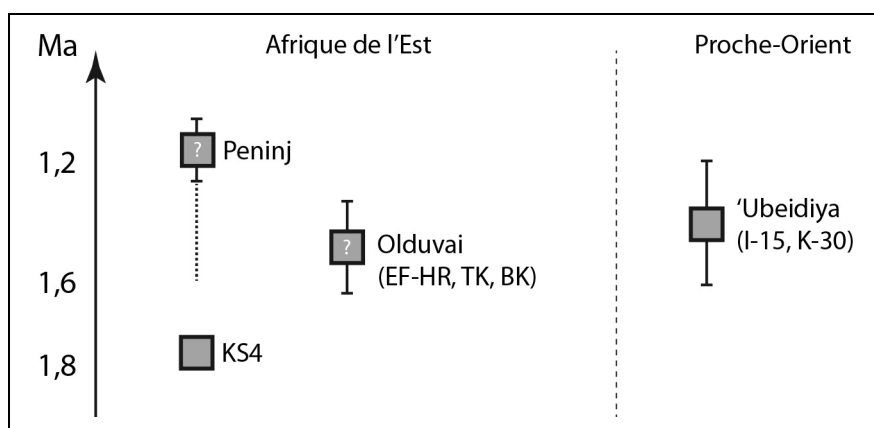 Ma
Afrique de l’Est
Proche-Orient
1,2
? Peninj
‘Ubeidiya
(I-15, K-30)
? Olduvai
(EF-HR, TK, BK)
1,6
KS4
1,8